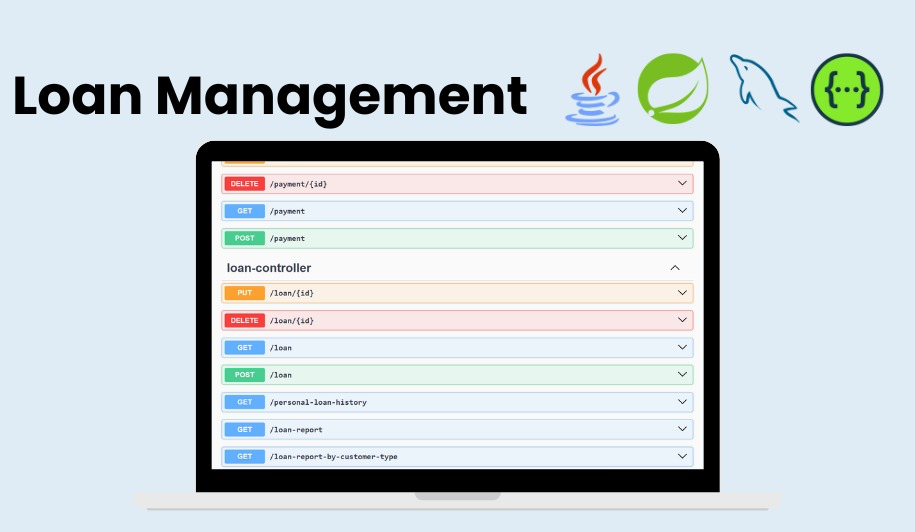 Loan Management
{...}
DELETE /payment/{id}
GET /payment
POST /payment
loan-controller
PUT /loan/{id}
DELETE /loan/{id}
GET /loan
POST /loan
GET /personal-loan-history
GET /loan-report
GET /loan-report-by-customer-type